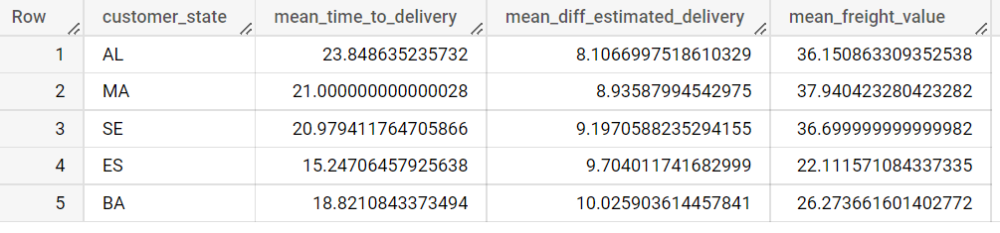 Row customer_state mean_time_to_delivery mean_diff_estimated_delivery mean_freight_value
1 AL 23.848635235732 8.1066997518610329 36.150863309352538
2 MA 21.000000000000028 8.93587994542975 37.940423280423282
3 SE 20.979411764705866 9.1970588235294155 36.699999999999982
4 ES 15.24706457925638 9.704011741682999 22.111571084337335
5 BA 18.8210843373494 10.025903614457841 26.273661601402772